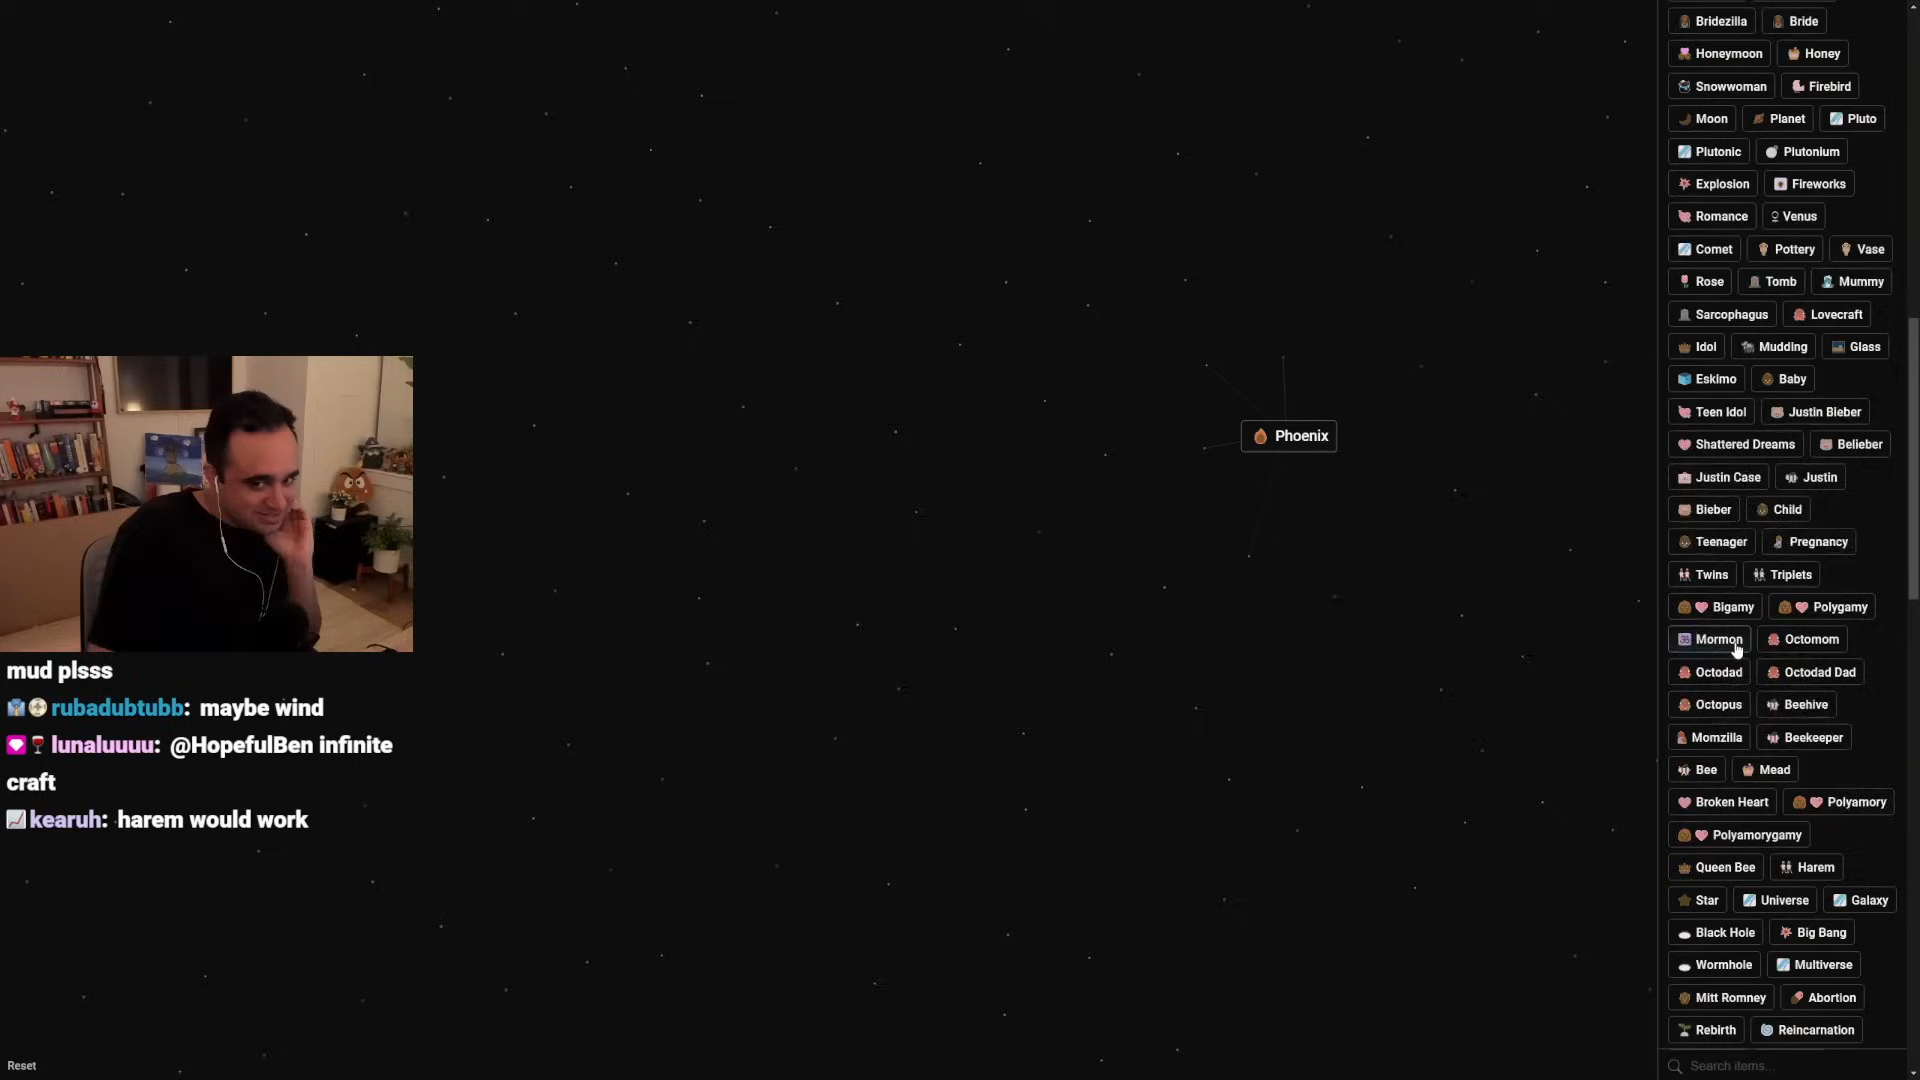 Bridezilla Bride
Honeymoon Honey
Snowwoman Firebird
Moon Planet Pluto
Plutonic Plutonium
Explosion Fireworks
Romance Venus
Comet Pottery Vase
Rose Tomb Mummy
Sarcophagus Lovecraft
Idol Mudding Glass
Eskimo Baby
Teen Idol Justin Bieber
Shattered Dreams Belieber
Justin Case Justin
Bieber Child
Teenager Pregnancy
Twins Triplets
Bigamy Polygamy
Mormon Octomom
Octodad Octodad Dad
Octopus Beehive
Momzilla Beekeeper
Bee Mead
Broken Heart Polyamory
Polyamorygamy
Queen Bee Harem
Star Universe Galaxy
Black Hole Big Bang
Wormhole Multiverse
Mitt Romney Abortion
Rebirth Reincarnation
Search items...
Phoenix
mud plsss
rubadubtubb: maybe wind
lunaluuuu: @HopefulBen infinite
craft
kearuh: harem would work
Reset